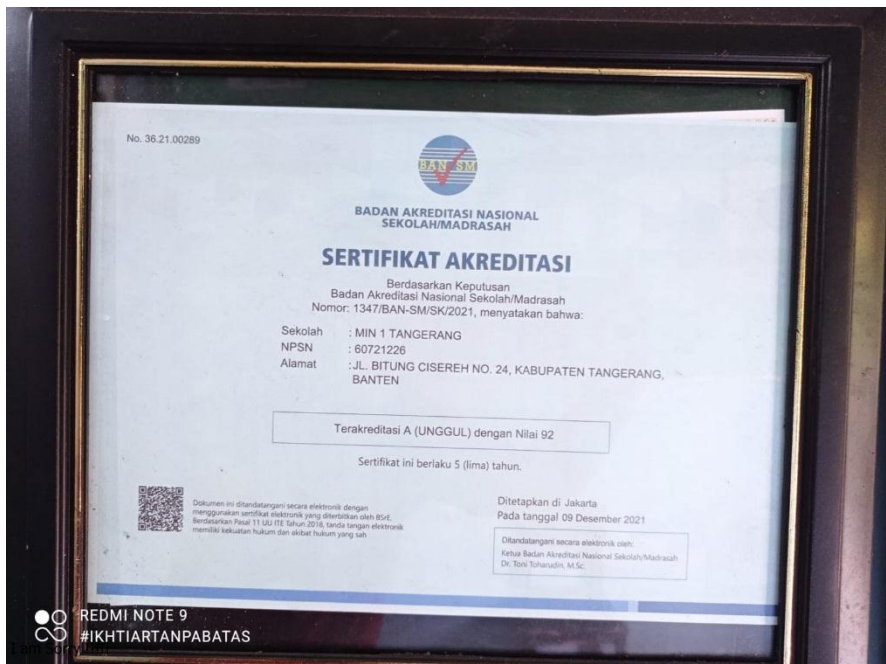 No. 36.21.00289
BAN SM
BADAN AKREDITASI NASIONAL
SEKOLAH/MADRASAH
SERTIFIKAT AKREDITASI
Berdasarkan Keputusan
Badan Akreditasi Nasional Sekolah/Madrasah
Nomor: 1347/BAN-SM/SK/2021, menyatakan bahwa:
Sekolah : MIN 1 TANGERANG
NPSN : 60721226
Alamat : JL. BITUNG CISEREH NO. 24, KABUPATEN TANGERANG,
BANTEN
Terakreditasi A (UNGGUL) dengan Nilai 92
Sertifikat ini berlaku 5 (lima) tahun.
Dokumen ini ditandatangani secara elektronik dengan
menggunakan sertifikat elektronik yang diterbitkan oleh BSrE.
Berdasarkan Pasal 11 UU ITE Tahun 2018, tanda tangan elektronik
memiliki kekuatan hukum dan akibat hukum yang sah
Ditetapkan di Jakarta
Pada tanggal 09 Desember 2021
Ditandatangani secara elektronik oleh:
Ketua Badan Akreditasi Nasional Sekolah/Madrasah
Dr. Toni Toharudin, M.Sc.
REDMI NOTE 9
#IKHTIARTANPABATAS
I am Sorry!!!!